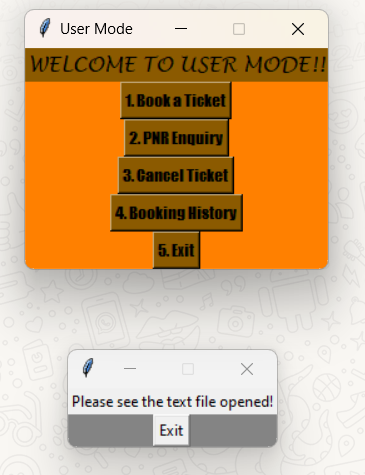 User Mode
WELCOME TO USER MODE!!
1. Book a Ticket
2. PNR Enquiry
3. Cancel Ticket
4. Booking History
5. Exit
Please see the text file opened!
Exit